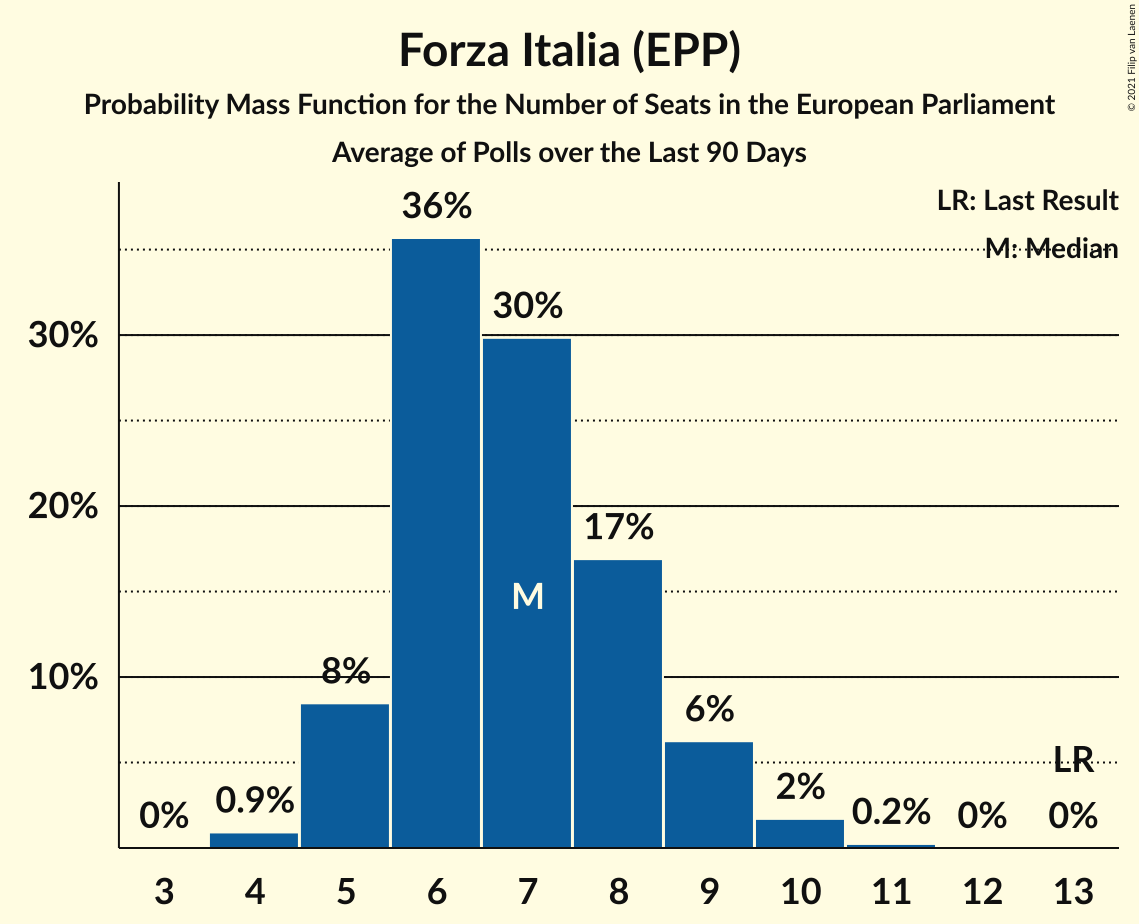 Forza Italia (EPP)
Probability Mass Function for the Number of Seats in the European Parliament
Average of Polls over the Last 90 Days
© 2021 Filip van Laenen
LR: Last Result
M: Median
36%
30%
30%
20%
17%
M
10%
8%
6%
LR
0%
0.9%
2%
0.2%
0%
0%
3 4 5 6 7 8 9 10 11 12 13